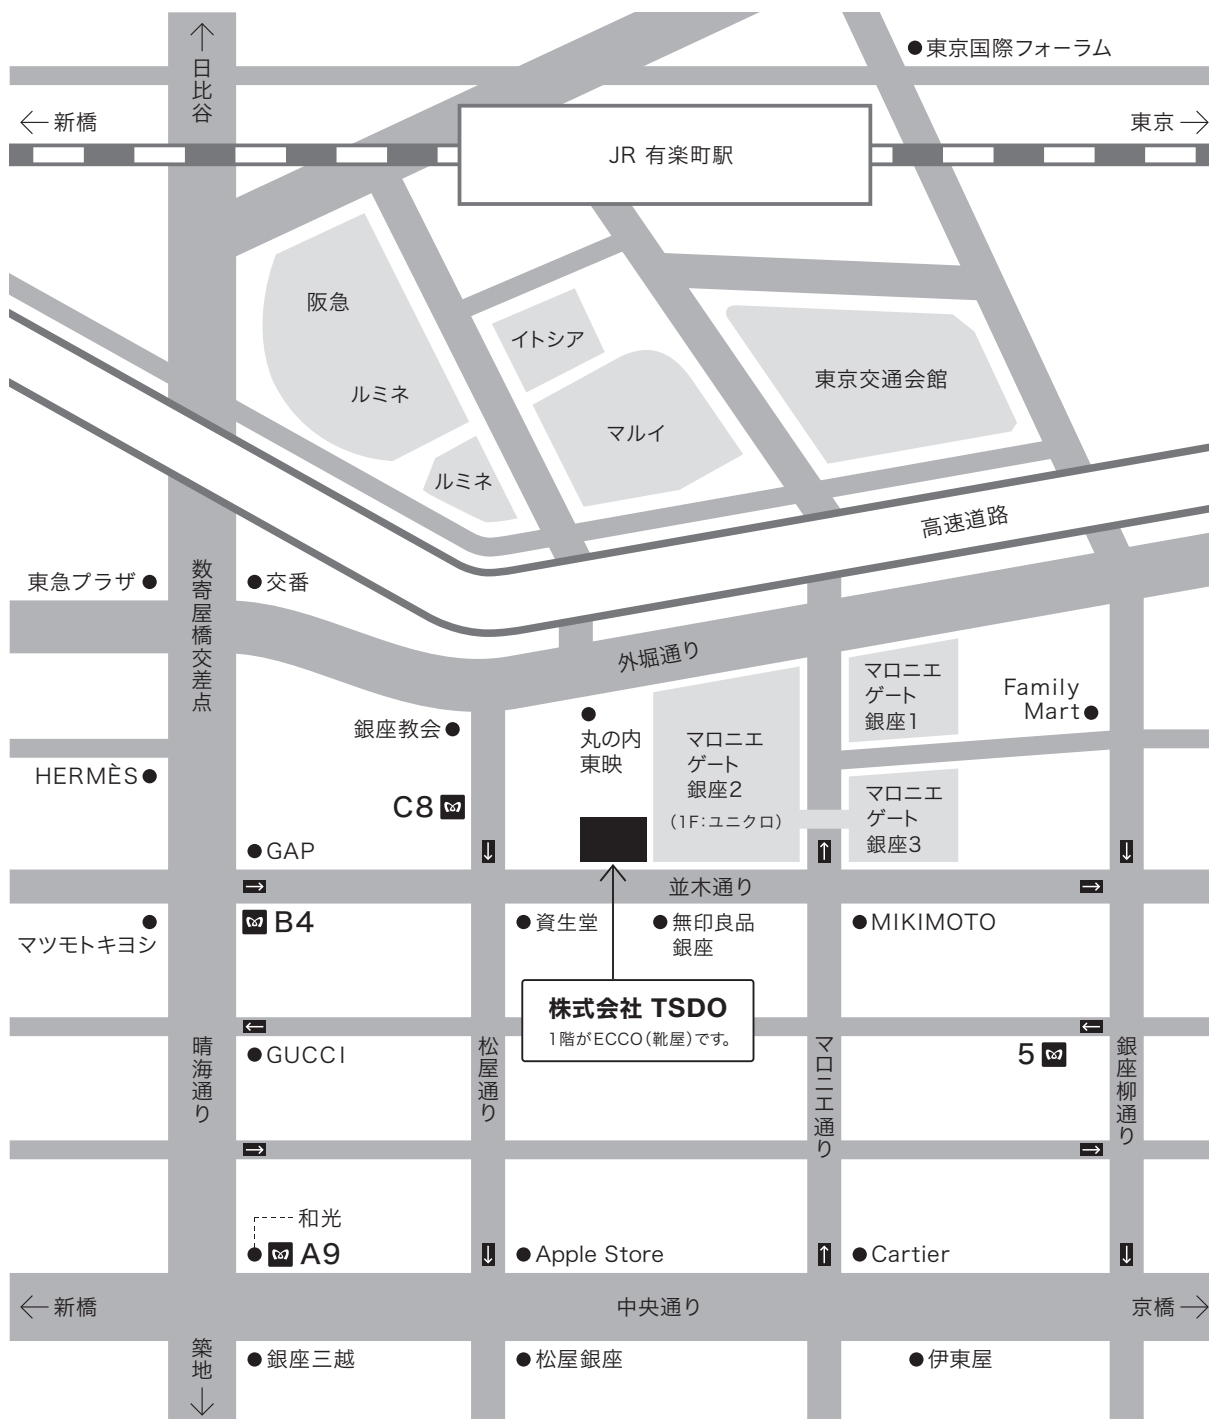 日比谷
東京国際フォーラム
新橋
東京
JR 有楽町駅
阪急
イトシア
ルミネ
東京交通会館
マルイ
ルミネ
高速道路
東急プラザ
数寄屋橋交差点
交番
外堀通り
マロニエ
ゲート
銀座1
Family
Mart
銀座教会
丸の内
東映
マロニエ
ゲート
銀座2
(1F:ユニクロ)
HERMÈS
マロニエ
ゲート
銀座3
C8
GAP
並木通り
B4
マツモトキヨシ
資生堂
無印良品
銀座
MIKIMOTO
株式会社 TSDO
1階がECCO(靴屋)です。
晴海通り
GUCCI
松屋通り
マロニエ通り
5
銀座柳通り
和光
A9
Apple Store
Cartier
新橋
中央通り
京橋
築地
銀座三越
松屋銀座
伊東屋